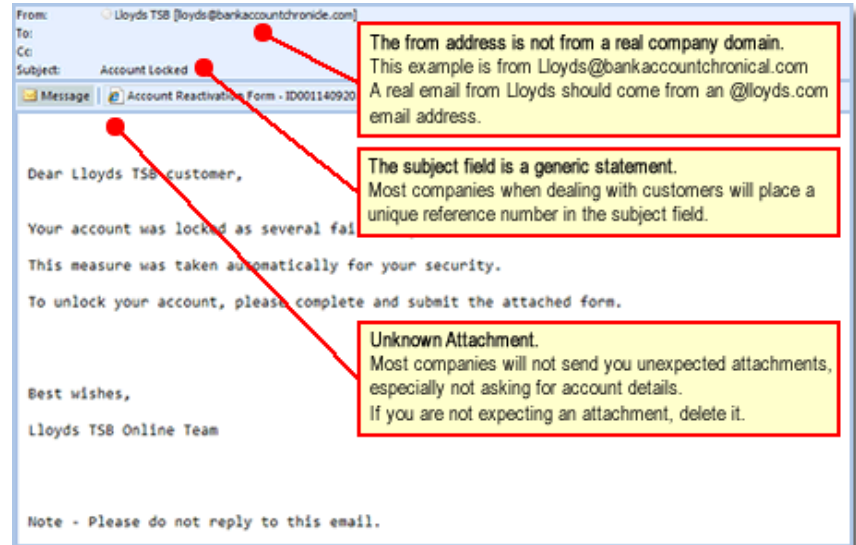 From: Lloyds TSB [lloyds@bankaccountchronicle.com]
To:
Cc:
Subject: Account Locked
Message Account Reactivation Form - ID001140920
The from address is not from a real company domain.
This example is from Lloyds@bankaccountchronical.com
A real email from Lloyds should come from an @lloyds.com
email address.
The subject field is a generic statement.
Most companies when dealing with customers will place a
unique reference number in the subject field.
Dear Lloyds TSB customer,
Your account was locked as several
This measure was taken automatically for your security.
To unlock your account, please complete and submit the attached form.
Unknown Attachment.
Most companies will not send you unexpected attachments,
especially not asking for account details.
If you are not expecting an attachment, delete it.
Best wishes,
Lloyds TSB Online Team
Note - Please do not reply to this email.